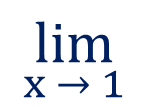 lim
x → 1